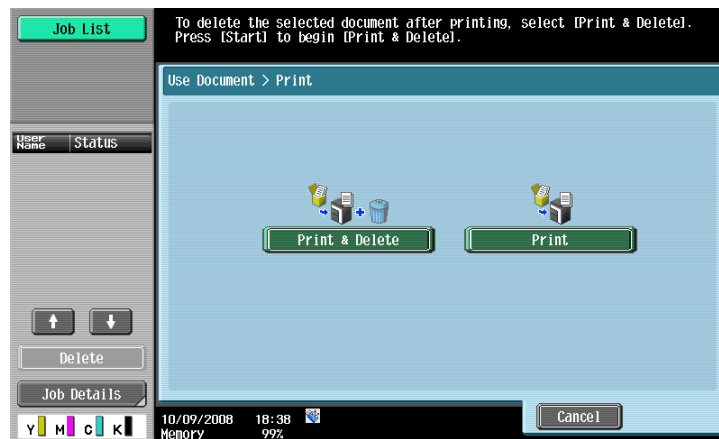 Job List
To delete the selected document after printing, select [Print & Delete].
Press [Start] to begin [Print & Delete].
Use Document > Print
User Name
Status
Print & Delete
Print
Delete
Job Details
Y M C K
10/09/2008 18:38
Memory 99%
Cancel